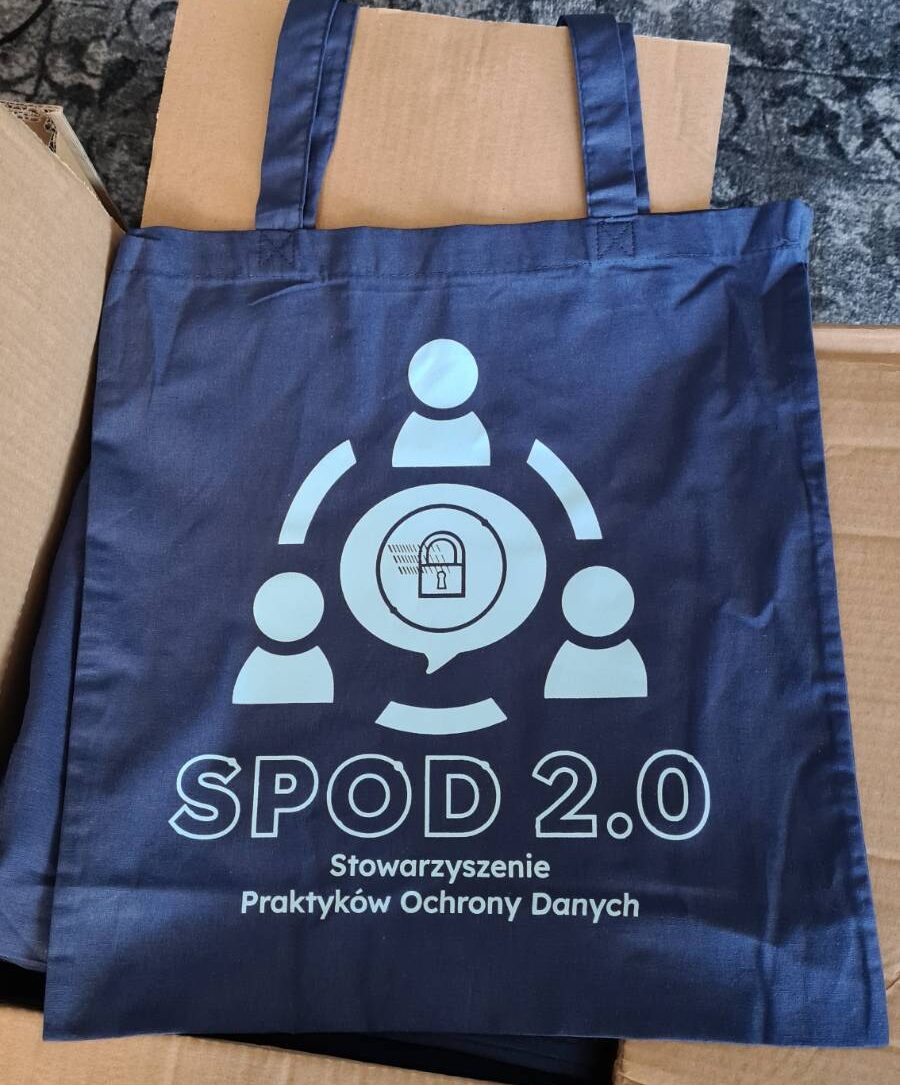 SPOD 2.0
Stowarzyszenie
Praktyków Ochrony Danych